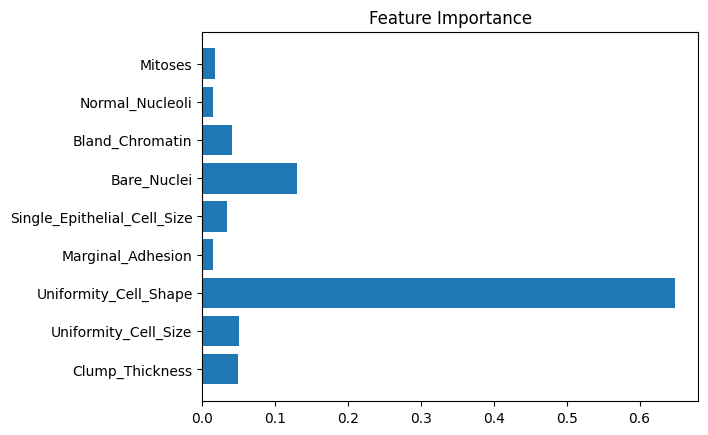 Feature Importance
Mitoses
Normal_Nucleoli
Bland_Chromatin
Bare_Nuclei
Single_Epithelial_Cell_Size
Marginal_Adhesion
Uniformity_Cell_Shape
Uniformity_Cell_Size
Clump_Thickness
0.0 0.1 0.2 0.3 0.4 0.5 0.6